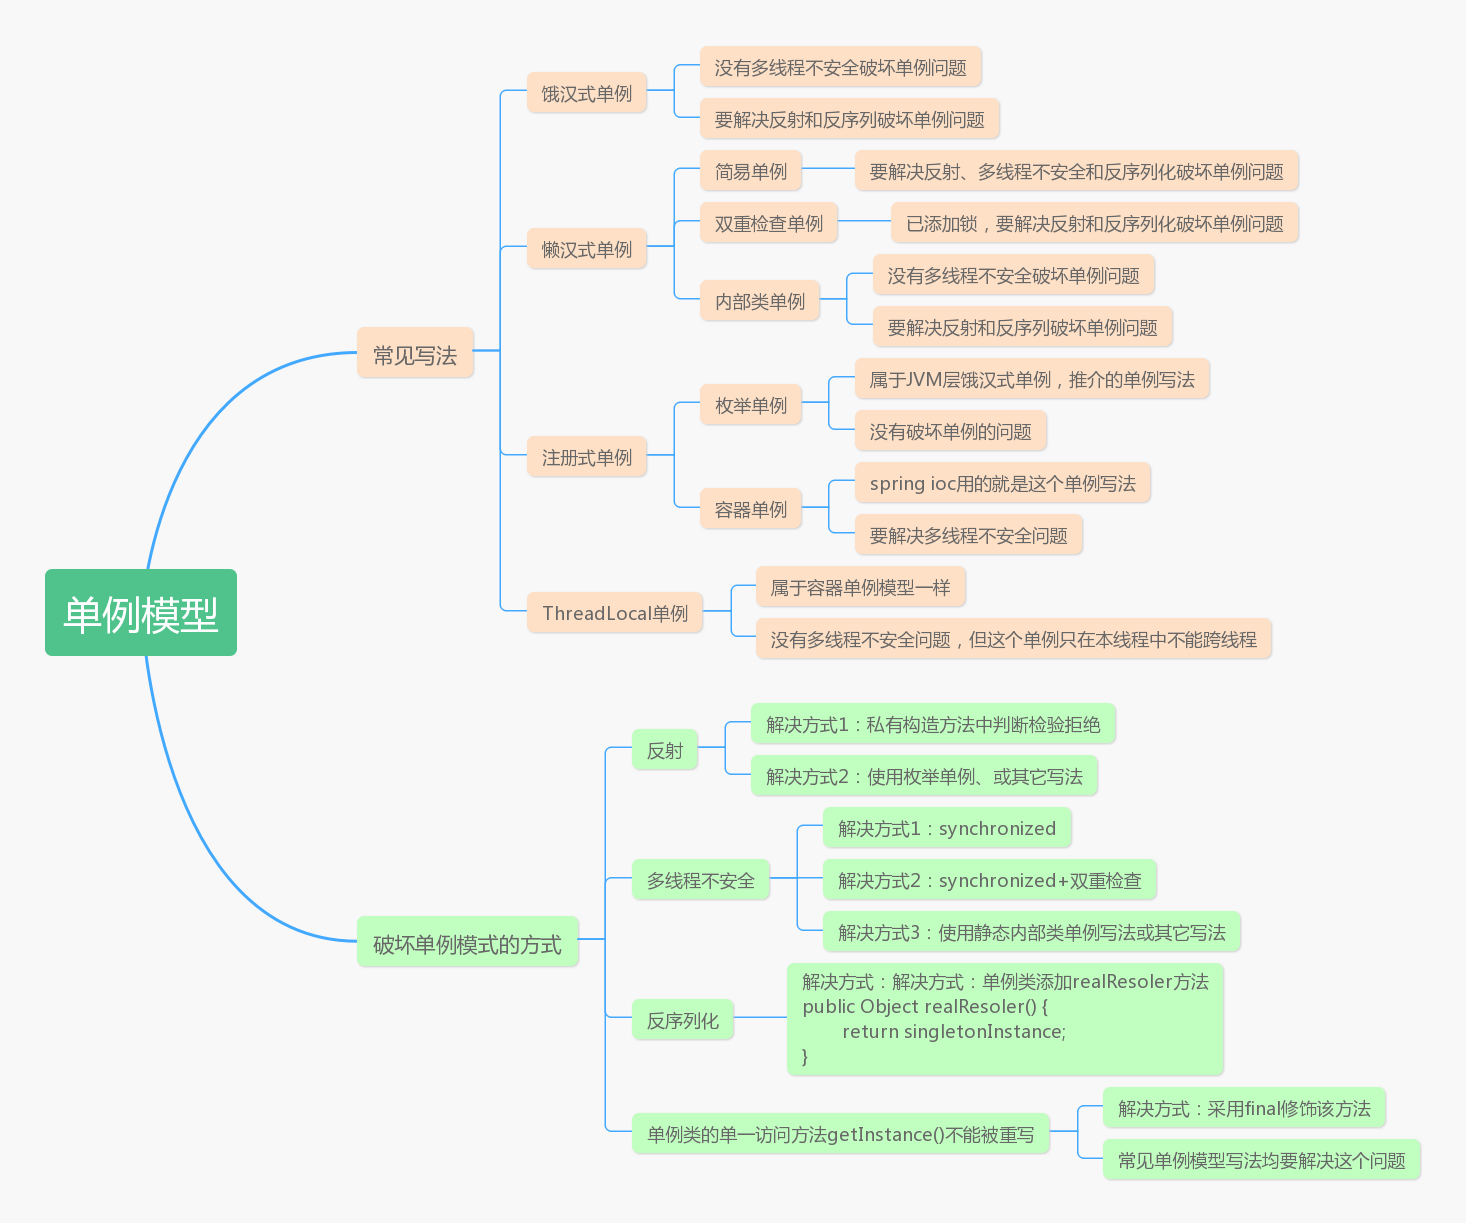 单例模型
常见写法
饿汉式单例
没有多线程不安全破坏单例问题
要解决反射和反序列破坏单例问题
懒汉式单例
简易单例
要解决反射、多线程不安全和反序列化破坏单例问题
双重检查单例
已添加锁，要解决反射和反序列化破坏单例问题
内部类单例
没有多线程不安全破坏单例问题
要解决反射和反序列破坏单例问题
注册式单例
枚举单例
属于JVM层饿汉式单例，推介的单例写法
没有破坏单例的问题
容器单例
spring ioc用的就是这个单例写法
要解决多线程不安全问题
ThreadLocal单例
属于容器单例模型一样
没有多线程不安全问题，但这个单例只在本线程中不能跨线程
破坏单例模式的方式
反射
解决方式1：私有构造方法中判断检验拒绝
解决方式2：使用枚举单例、或其它写法
多线程不安全
解决方式1：synchronized
解决方式2：synchronized+双重检查
解决方式3：使用静态内部类单例写法或其它写法
反序列化
解决方式：解决方式：单例类添加realResoler方法
public Object realResoler() {
return singletonInstance;
}
单例类的单一访问方法getInstance()不能被重写
解决方式：采用final修饰该方法
常见单例模型写法均要解决这个问题